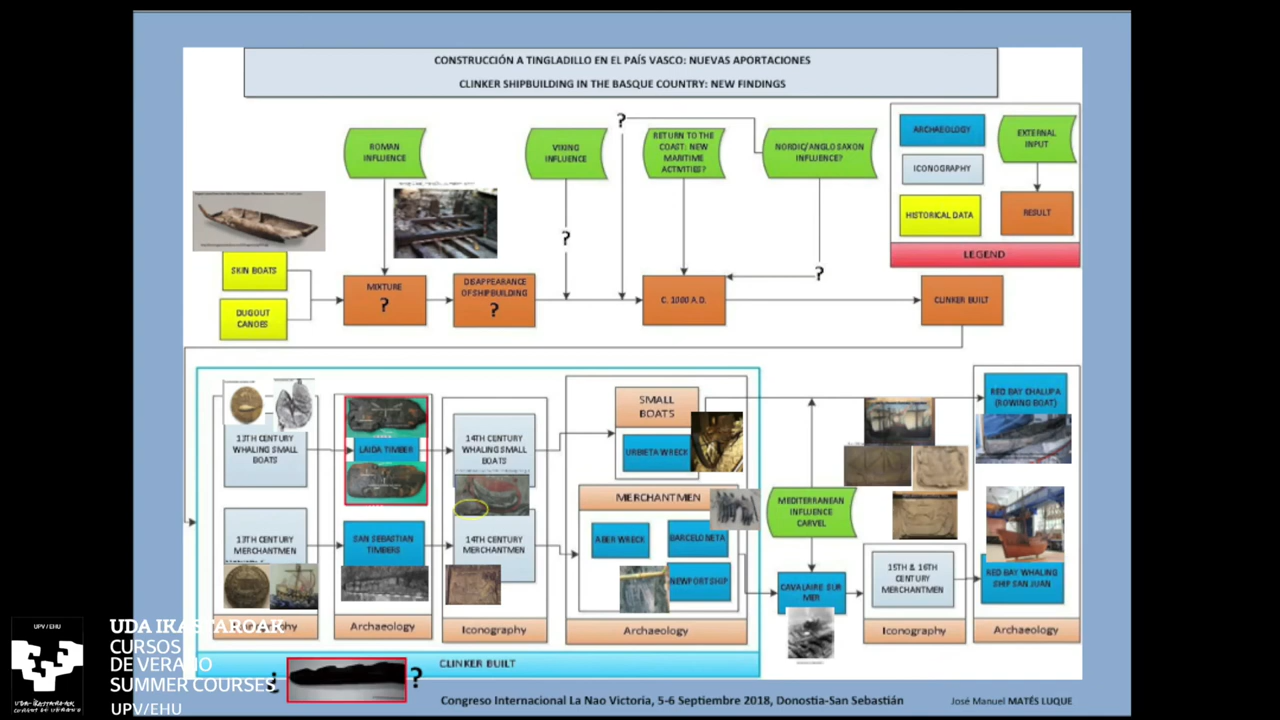 CONSTRUCCIÓN A TINGLADILLO EN EL PAÍS VASCO: NUEVAS APORTACIONES
CLINKER SHIPBUILDING IN THE BASQUE COUNTRY: NEW FINDINGS
ROMAN
INFLUENCE
VIKING
INFLUENCE
?
RETURN TO THE
COAST: NEW
MARITIME
ACTIVITIES?
NORDIC/ANGLO SAXON
INFLUENCE?
ARCHAEOLOGY
ICONOGRAPHY
HISTORICAL DATA
EXTERNAL
INPUT
RESULT
LEGEND
SKIN BOATS
DUGOUT
CANOES
MIXTURE
?
DISAPPEARANCE
OF SHIPBUILDING
?
?
C. 1000 A.D.
?
CLINKER BUILT
13TH CENTURY
WHALING SMALL
BOATS
LAIDA TIMBER
14TH CENTURY
WHALING SMALL
BOATS
SMALL
BOATS
URBIETA WRECK
RED BAY CHALUPA
(ROWING BOAT)
13TH CENTURY
MERCHANTMEN
SAN SEBASTIAN
TIMBERS
14TH CENTURY
MERCHANTMEN
MERCHANTMEN
ABER WRECK
BARCELONETA
NEWPORT SHIP
MEDITERRANEAN
INFLUENCE
CARVEL
CAVALAIRE SUR
MER
15TH & 16TH
CENTURY
MERCHANTMEN
RED BAY WHALING
SHIP SAN JUAN
Archaeology
Iconography
Archaeology
Iconography
Archaeology
CLINKER BUILT
¿
?
UPV/EHU
UDA IKASTAROAK
CURSOS
DE VERANO
SUMMER COURSES
UPV/EHU
Congreso Internacional La Nao Victoria, 5-6 Septiembre 2018, Donostia-San Sebastián
José Manuel MATÉS LUQUE